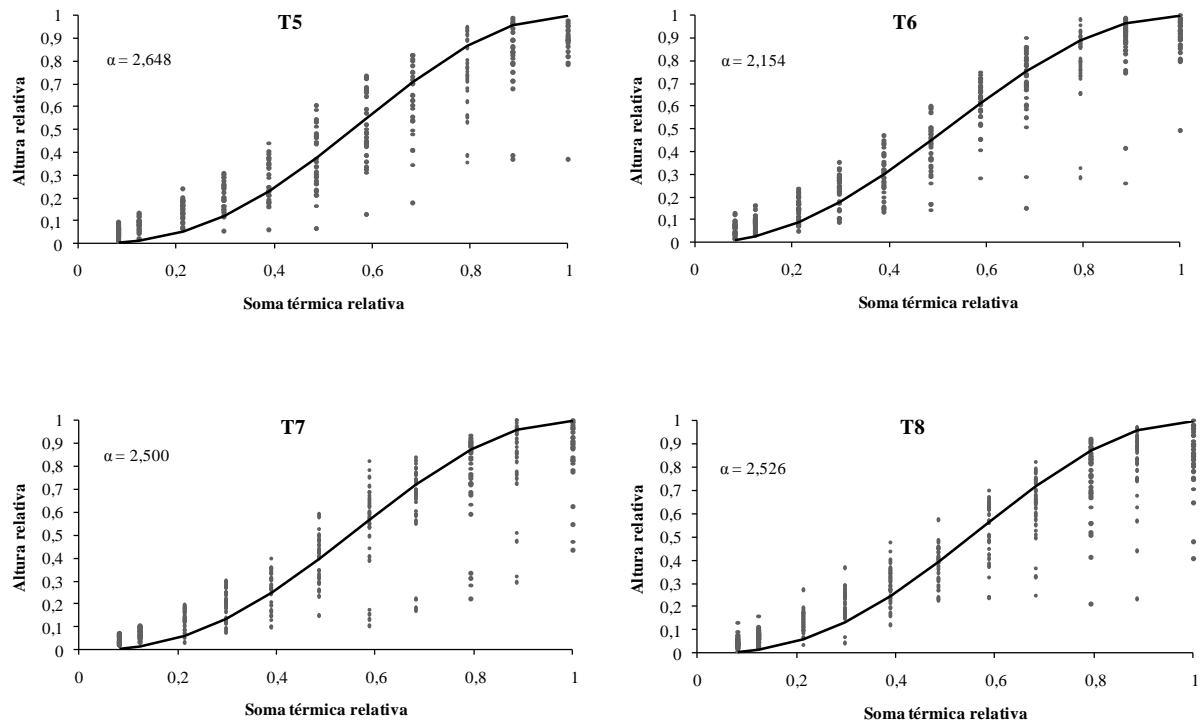 T5
α = 2,648
Altura relativa
1
0,9
0,8
0,7
0,6
0,5
0,4
0,3
0,2
0,1
0
0 0,2 0,4 0,6 0,8 1
Soma térmica relativa
T6
α = 2,154
Altura relativa
1
0,9
0,8
0,7
0,6
0,5
0,4
0,3
0,2
0,1
0
0 0,2 0,4 0,6 0,8 1
Soma térmica relativa
T7
α = 2,500
Altura relativa
1
0,9
0,8
0,7
0,6
0,5
0,4
0,3
0,2
0,1
0
0 0,2 0,4 0,6 0,8 1
Soma térmica relativa
T8
α = 2,526
Altura relativa
1
0,9
0,8
0,7
0,6
0,5
0,4
0,3
0,2
0,1
0
0 0,2 0,4 0,6 0,8 1
Soma térmica relativa